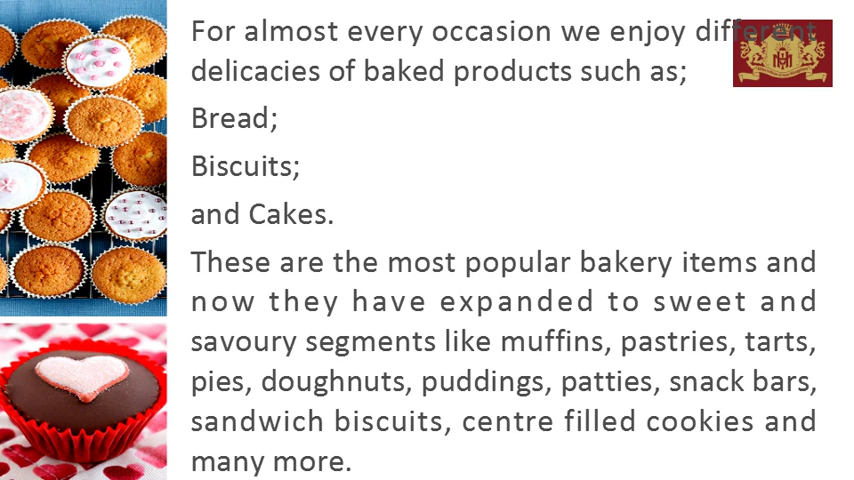 For almost every occasion we enjoy different
delicacies of baked products such as;
Bread;
Biscuits;
and Cakes.
These are the most popular bakery items and
now they have expanded to sweet and
savoury segments like muffins, pastries, tarts,
pies, doughnuts, puddings, patties, snack bars,
sandwich biscuits, centre filled cookies and
many more.